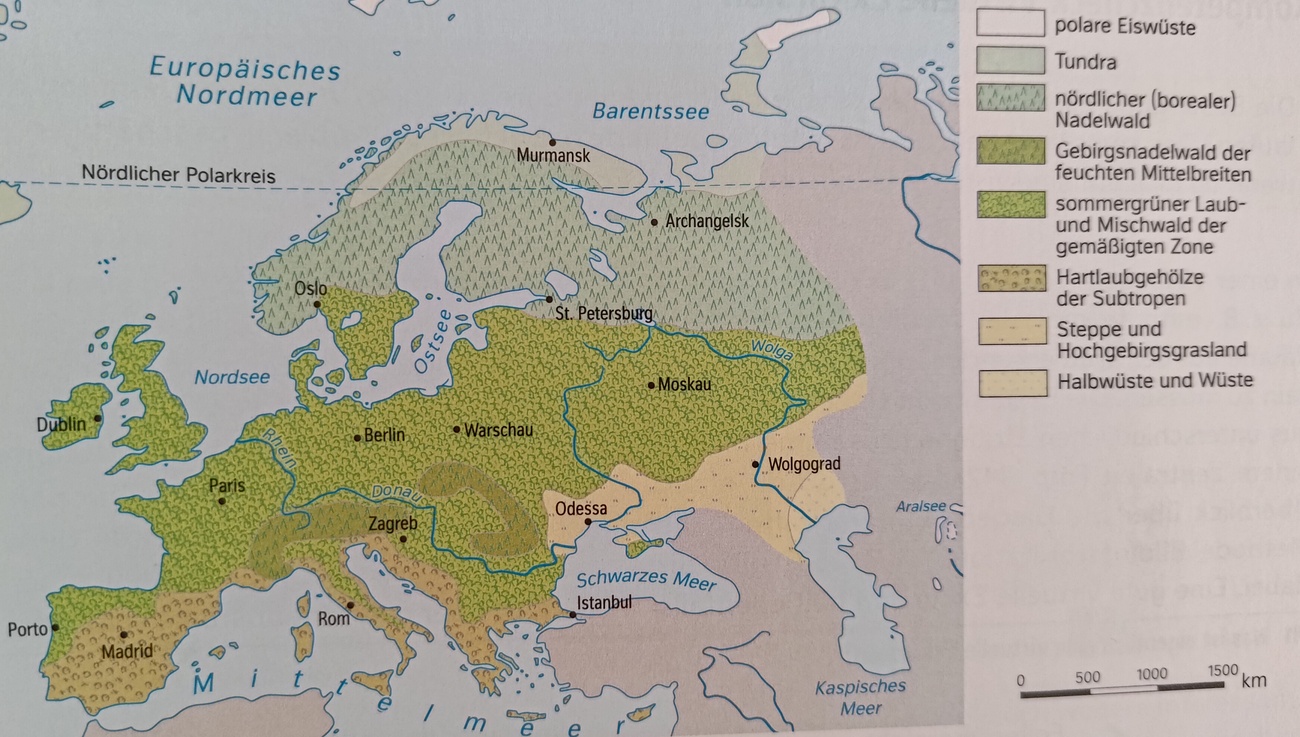 Europäisches
Nordmeer
Barentssee
Murmansk
Nördlicher Polarkreis
Archangelsk
Oslo
St. Petersburg
Ostsee
Wolga
Nordsee
Moskau
Dublin
Rhein
Berlin
Warschau
Wolgograd
Paris
Donau
Odessa
Aralsee
Zagreb
Schwarzes Meer
Istanbul
Porto
Rom
Madrid
Mittelmeer
Kaspisches
Meer
polare Eiswüste
Tundra
nördlicher (borealer)
Nadelwald
Gebirgsnadelwald der
feuchten Mittelbreiten
sommergrüner Laub-
und Mischwald der
gemäßigten Zone
Hartlaubgehölze
der Subtropen
Steppe und
Hochgebirgsgrasland
Halbwüste und Wüste
0 500 1000 1500 km